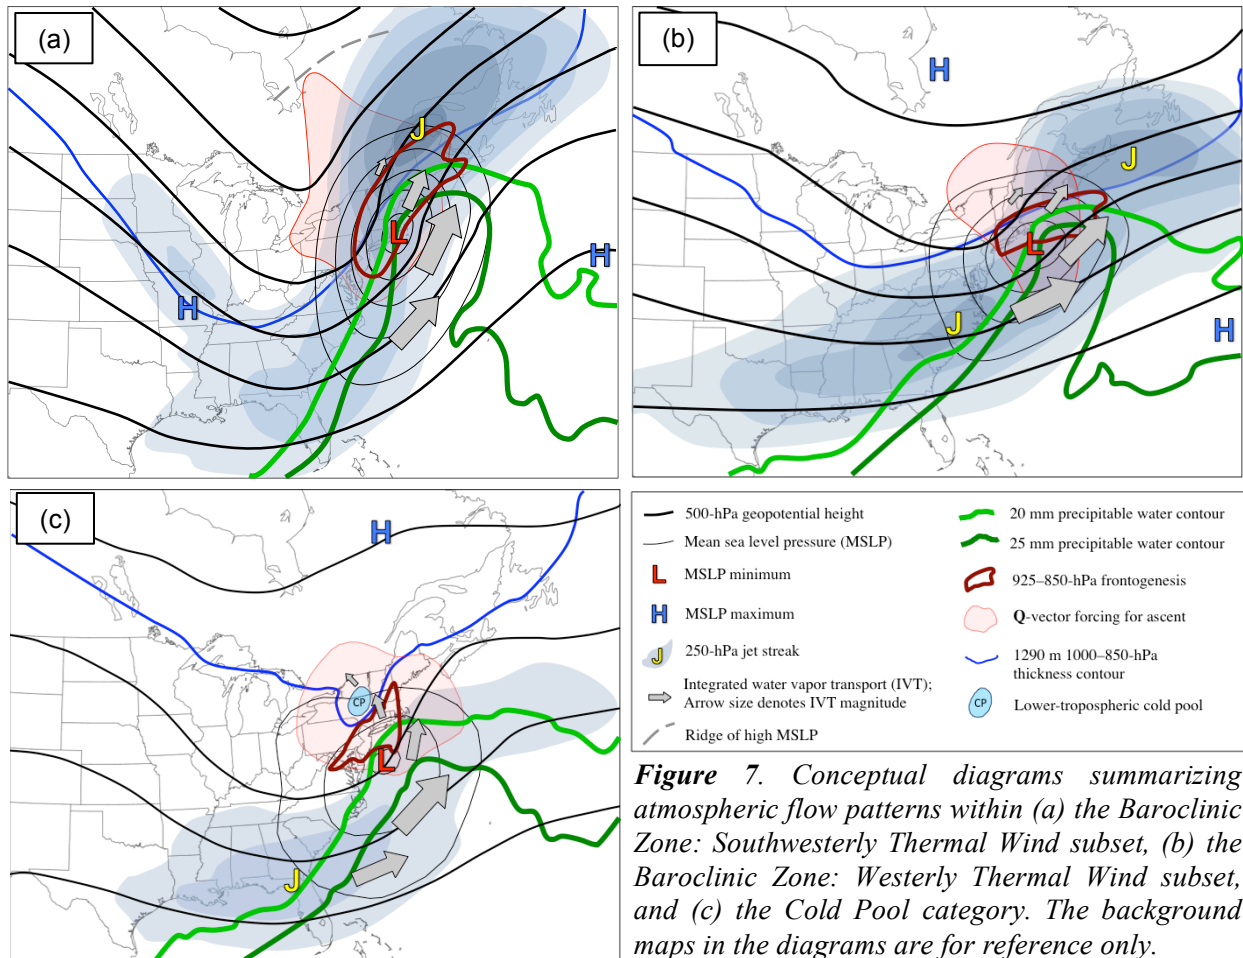 (a)
J
L
H
H
(b)
H
J
L
J
H
(c)
H
CP
L
J
500-hPa geopotential height
Mean sea level pressure (MSLP)
L MSLP minimum
H MSLP maximum
J 250-hPa jet streak
Integrated water vapor transport (IVT);
Arrow size denotes IVT magnitude
Ridge of high MSLP
20 mm precipitable water contour
25 mm precipitable water contour
925–850-hPa frontogenesis
Q-vector forcing for ascent
1290 m 1000–850-hPa
thickness contour
CP Lower-tropospheric cold pool
Figure 7. Conceptual diagrams summarizing
atmospheric flow patterns within (a) the Baroclinic
Zone: Southwesterly Thermal Wind subset, (b) the
Baroclinic Zone: Westerly Thermal Wind subset,
and (c) the Cold Pool category. The background
maps in the diagrams are for reference only.